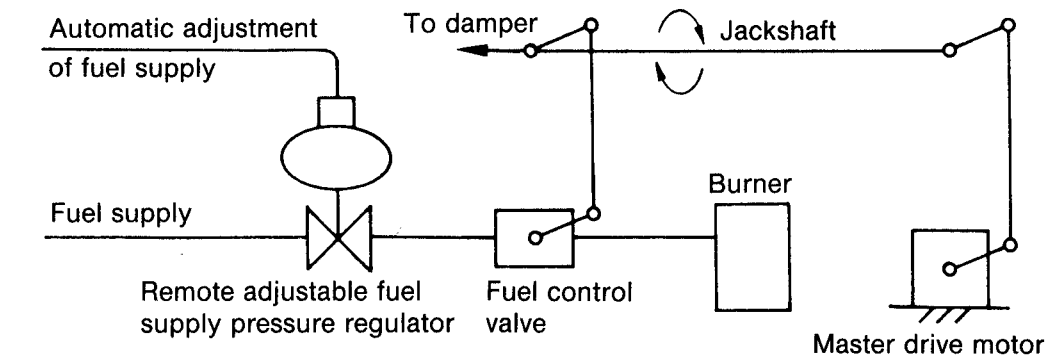 Automatic adjustment
of fuel supply
To damper
Jackshaft
Fuel supply
Burner
Remote adjustable fuel
supply pressure regulator
Fuel control
valve
Master drive motor